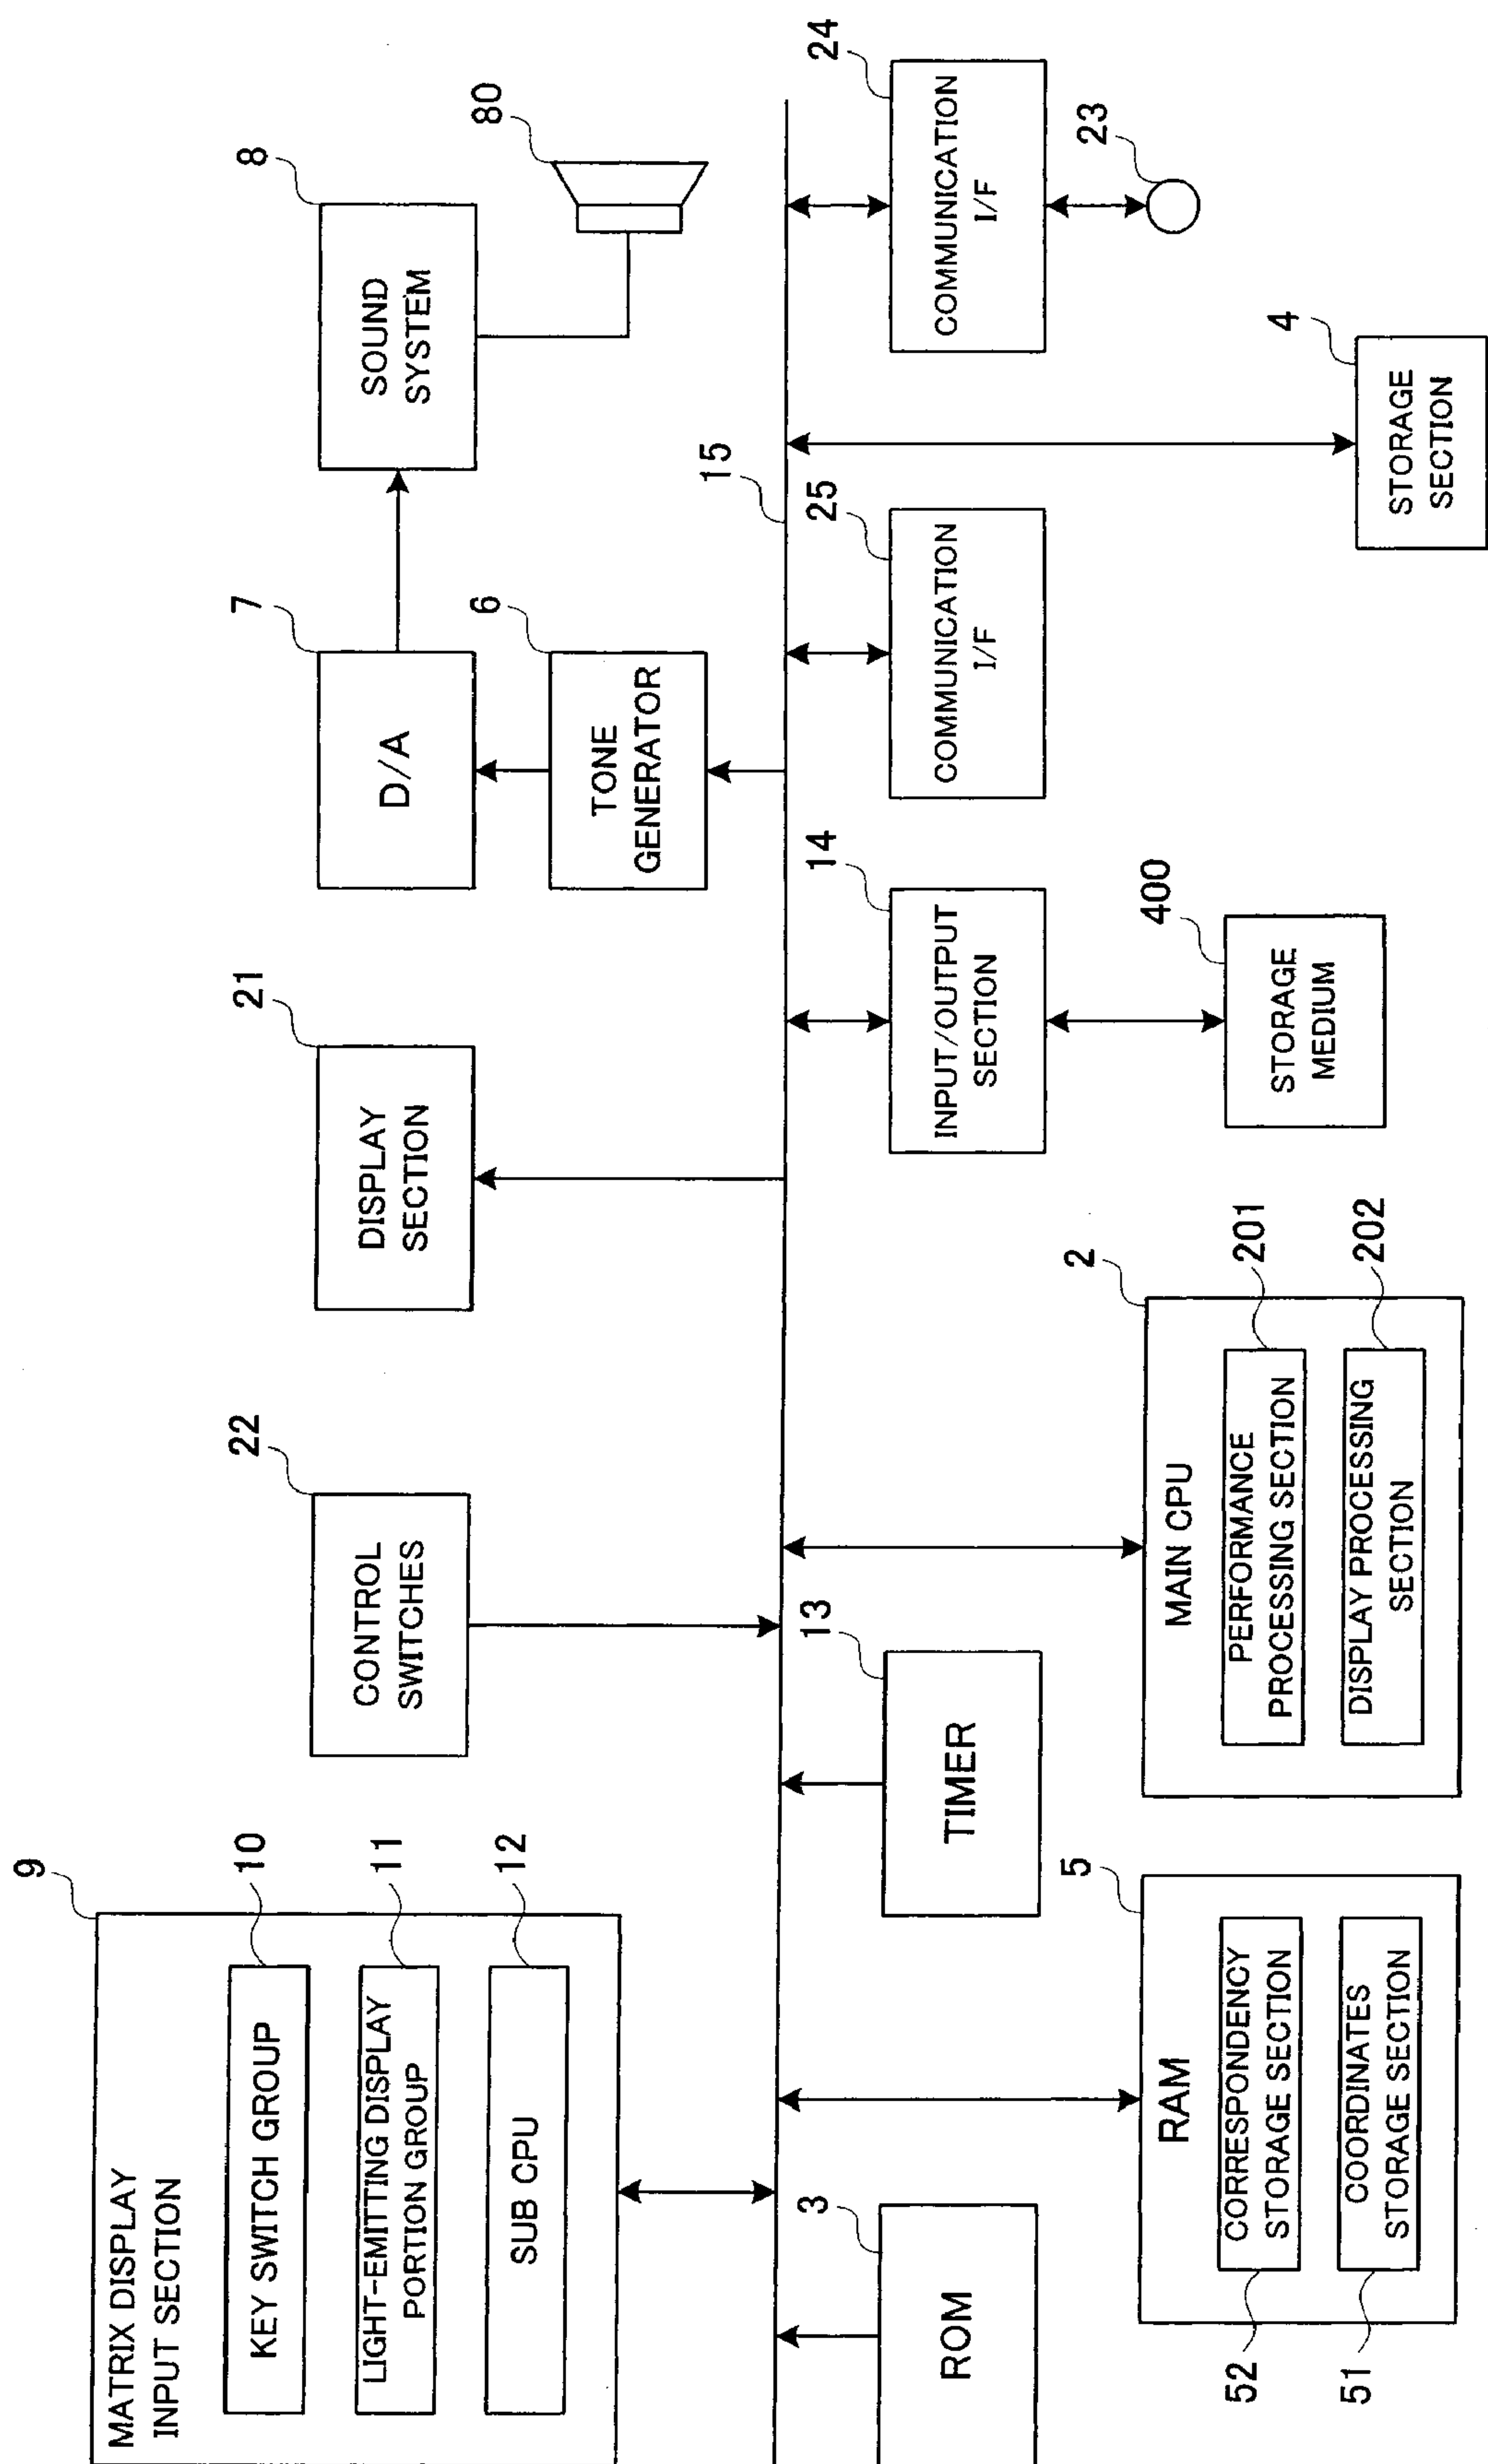 9
MATRIX DISPLAY
INPUT SECTION
10
KEY SWITCH GROUP
11
LIGHT-EMITTING DISPLAY
PORTION GROUP
12
SUB CPU
22
CONTROL
SWITCHES
21
DISPLAY
SECTION
7
D/A
6
TONE
GENERATOR
8
SOUND
SYSTEM
80
15
3
ROM
5
RAM
52
CORRESPONDENCY
STORAGE SECTION
51
COORDINATES
STORAGE SECTION
13
TIMER
2
MAIN CPU
201
PERFORMANCE
PROCESSING SECTION
202
DISPLAY PROCESSING
SECTION
14
INPUT/OUTPUT
SECTION
400
STORAGE
MEDIUM
25
COMMUNICATION
I/F
4
STORAGE
SECTION
24
COMMUNICATION
I/F
23